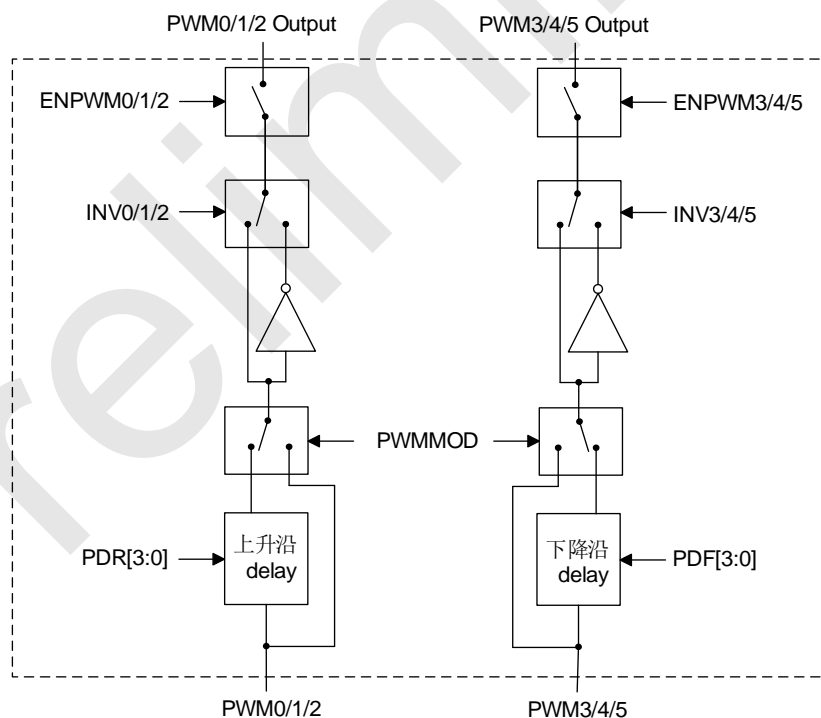 PWM0/1/2 Output
PWM3/4/5 Output
ENPWM0/1/2
ENPWM3/4/5
INV0/1/2
INV3/4/5
PWMMOD
PDR[3:0]
上升沿
delay
下降沿
delay
PDF[3:0]
PWM0/1/2
PWM3/4/5
relim